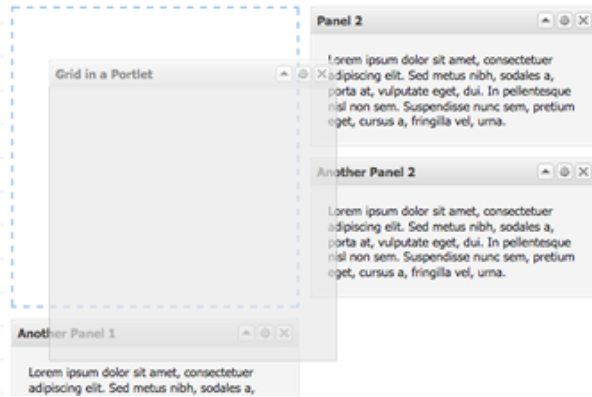 Panel 2
Lorem ipsum dolor sit amet, consectetuer
adipiscing elit. Sed metus nibh, sodales a,
porta at, vulputate eget, dui. In pellentesque
nisl non sem. Suspendisse nunc sem, pretium
eget, cursus a, fringilla vel, urna.
Grid in a Portlet
Another Panel 2
Lorem ipsum dolor sit amet, consectetuer
adipiscing elit. Sed metus nibh, sodales a,
porta at, vulputate eget, dui. In pellentesque
nisl non sem. Suspendisse nunc sem, pretium
eget, cursus a, fringilla vel, urna.
Another Panel 1
Lorem ipsum dolor sit amet, consectetuer
adipiscing elit. Sed metus nibh, sodales a,